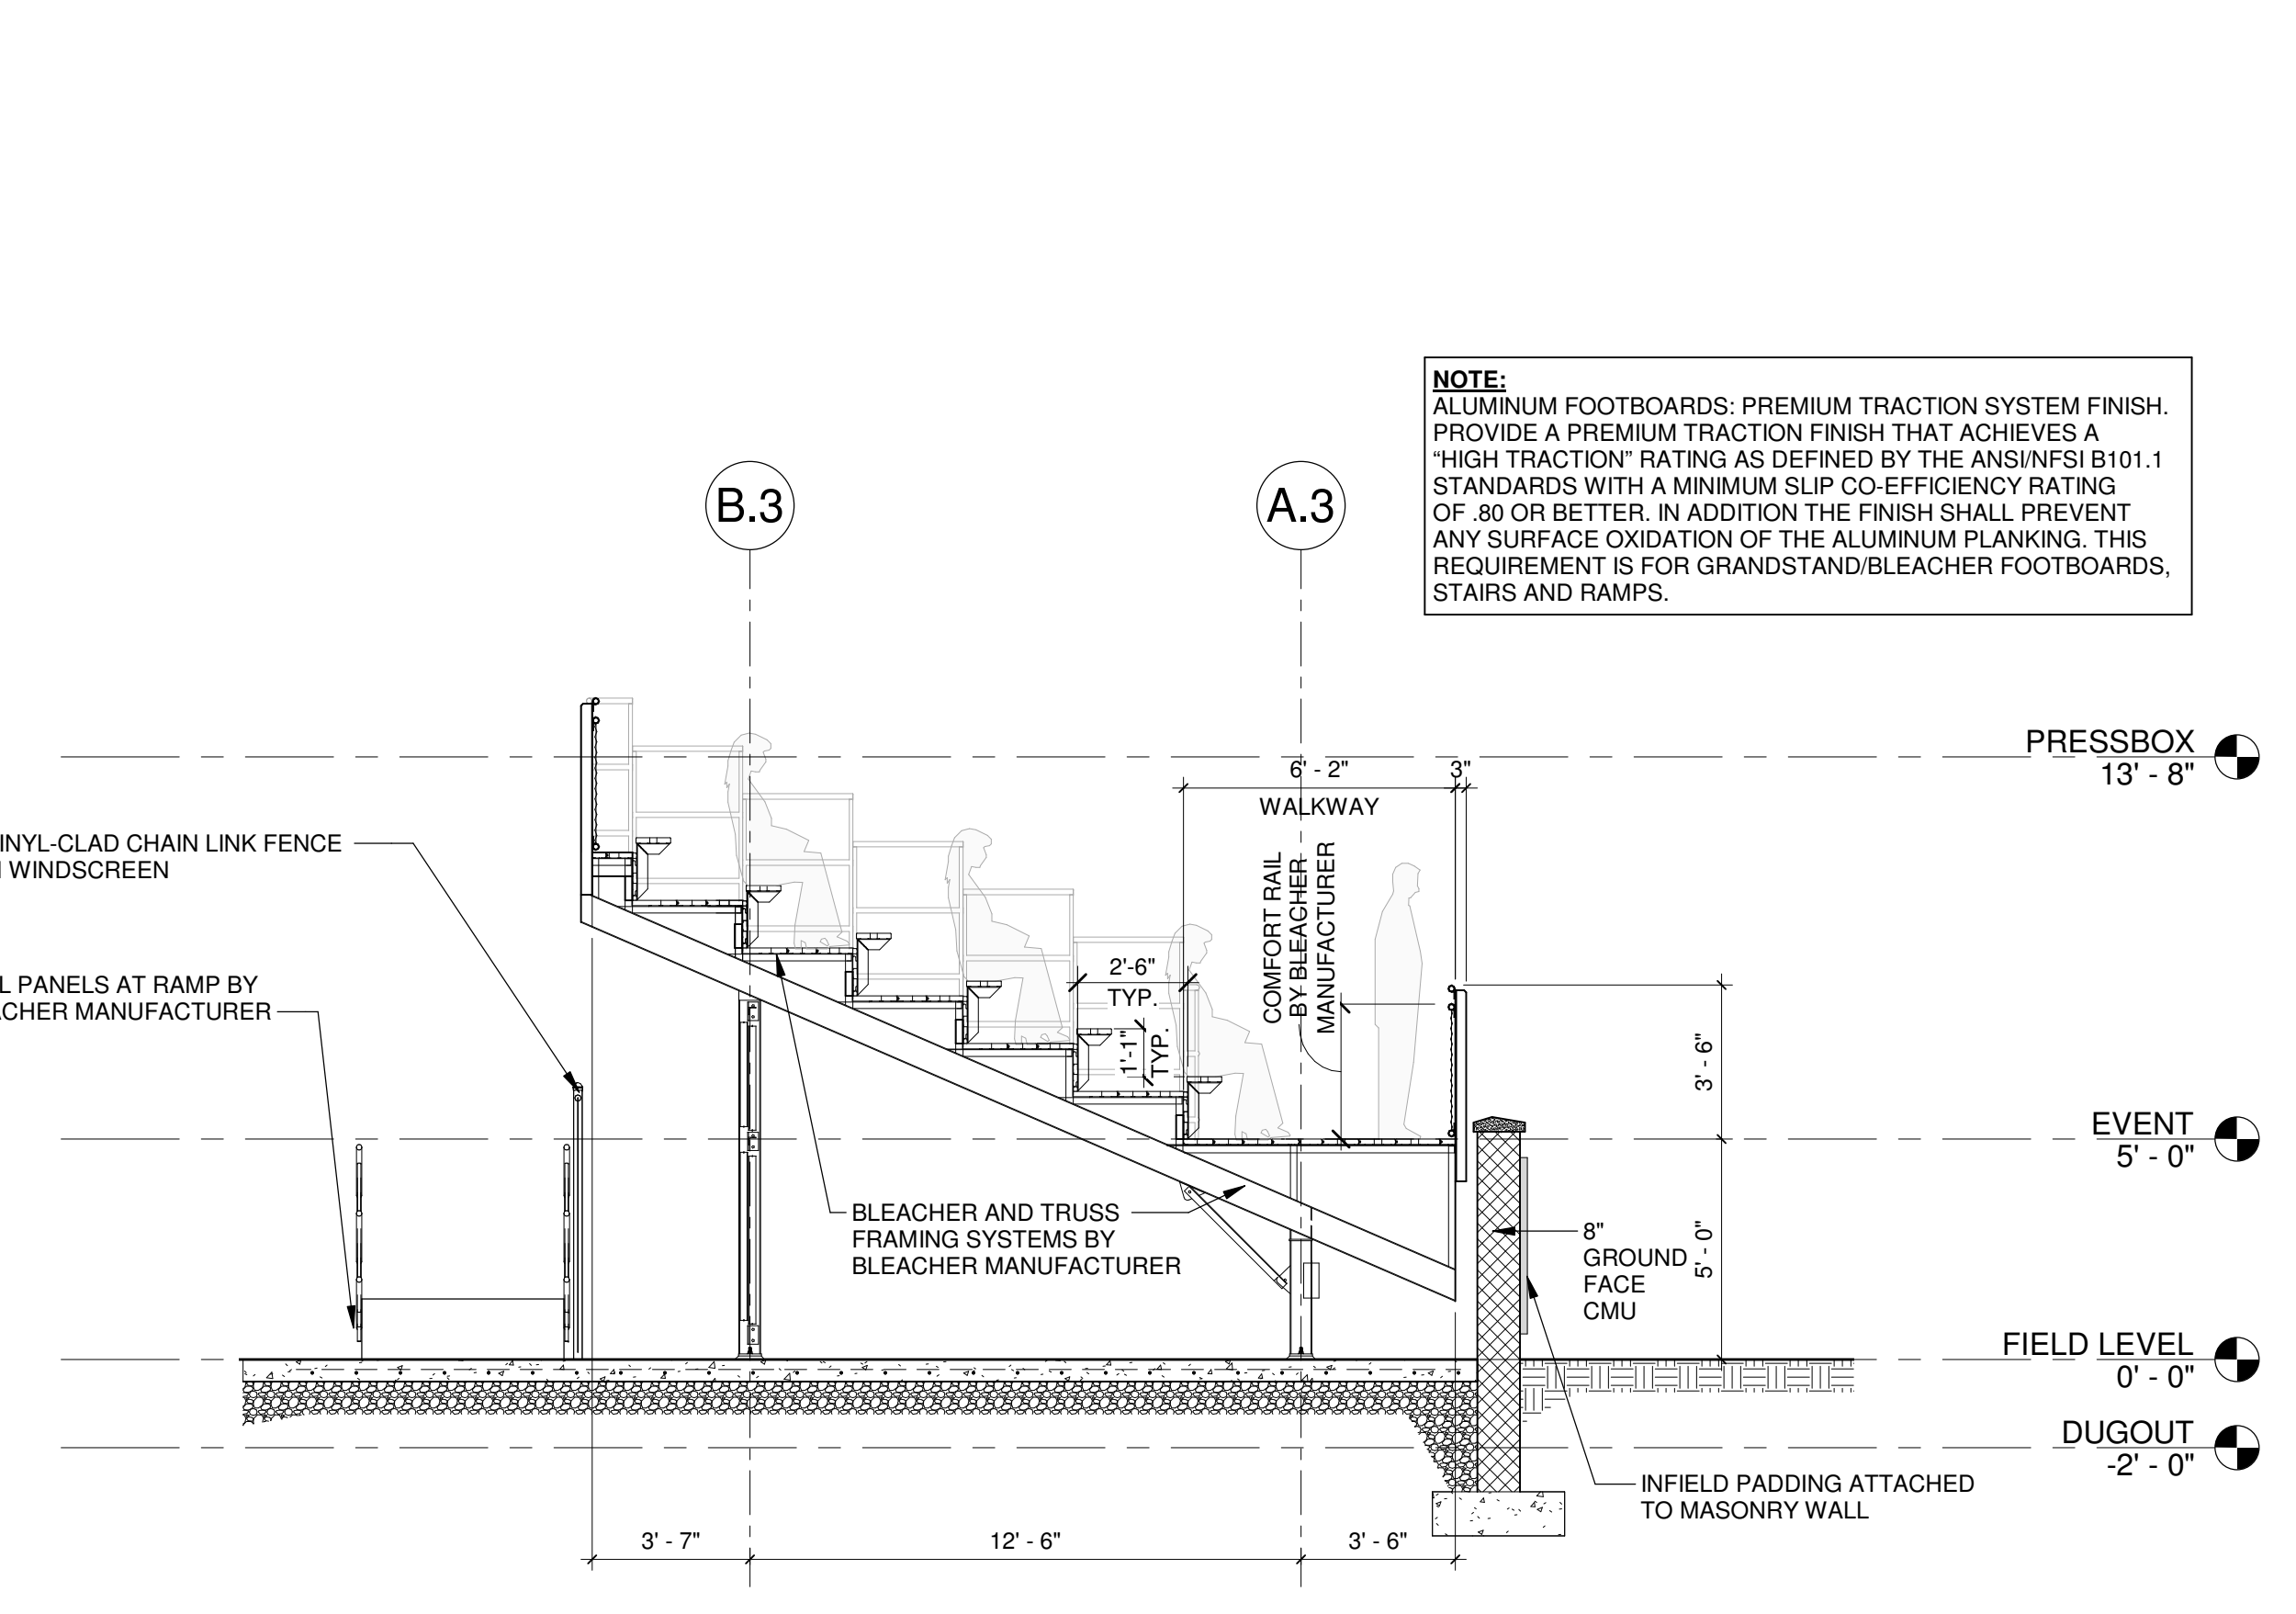 NOTE:
ALUMINUM FOOTBOARDS: PREMIUM TRACTION SYSTEM FINISH.
PROVIDE A PREMIUM TRACTION FINISH THAT ACHIEVES A
“HIGH TRACTION” RATING AS DEFINED BY THE ANSI/NFSI B101.1
STANDARDS WITH A MINIMUM SLIP CO-EFFICIENCY RATING
OF .80 OR BETTER. IN ADDITION THE FINISH SHALL PREVENT
ANY SURFACE OXIDATION OF THE ALUMINUM PLANKING. THIS
REQUIREMENT IS FOR GRANDSTAND/BLEACHER FOOTBOARDS,
STAIRS AND RAMPS.
B.3
A.3
PRESSBOX
13' - 8"
6' - 2"
3"
WALKWAY
INYL-CLAD CHAIN LINK FENCE
WINDSCREEN
COMFORT RAIL
BY BLEACHER
MANUFACTURER
2'-6"
TYP.
1'-1"
TYP.
L PANELS AT RAMP BY
ACHER MANUFACTURER
3' - 6"
EVENT
5' - 0"
BLEACHER AND TRUSS
FRAMING SYSTEMS BY
BLEACHER MANUFACTURER
8"
GROUND
FACE
CMU
5' - 0"
FIELD LEVEL
0' - 0"
DUGOUT
-2' - 0"
INFIELD PADDING ATTACHED
TO MASONRY WALL
3' - 7"
12' - 6"
3' - 6"